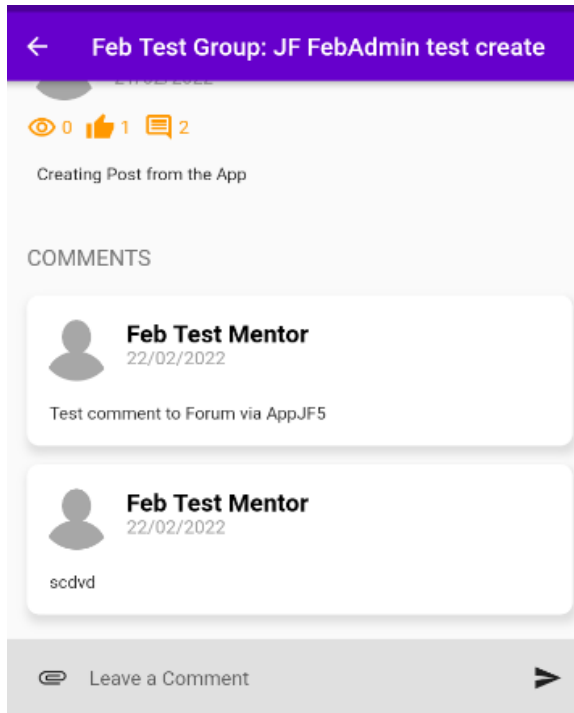 Feb Test Group: JF FebAdmin test create
0 1 2
Creating Post from the App
COMMENTS
Feb Test Mentor
22/02/2022
Test comment to Forum via AppJF5
Feb Test Mentor
22/02/2022
scdvd
Leave a Comment